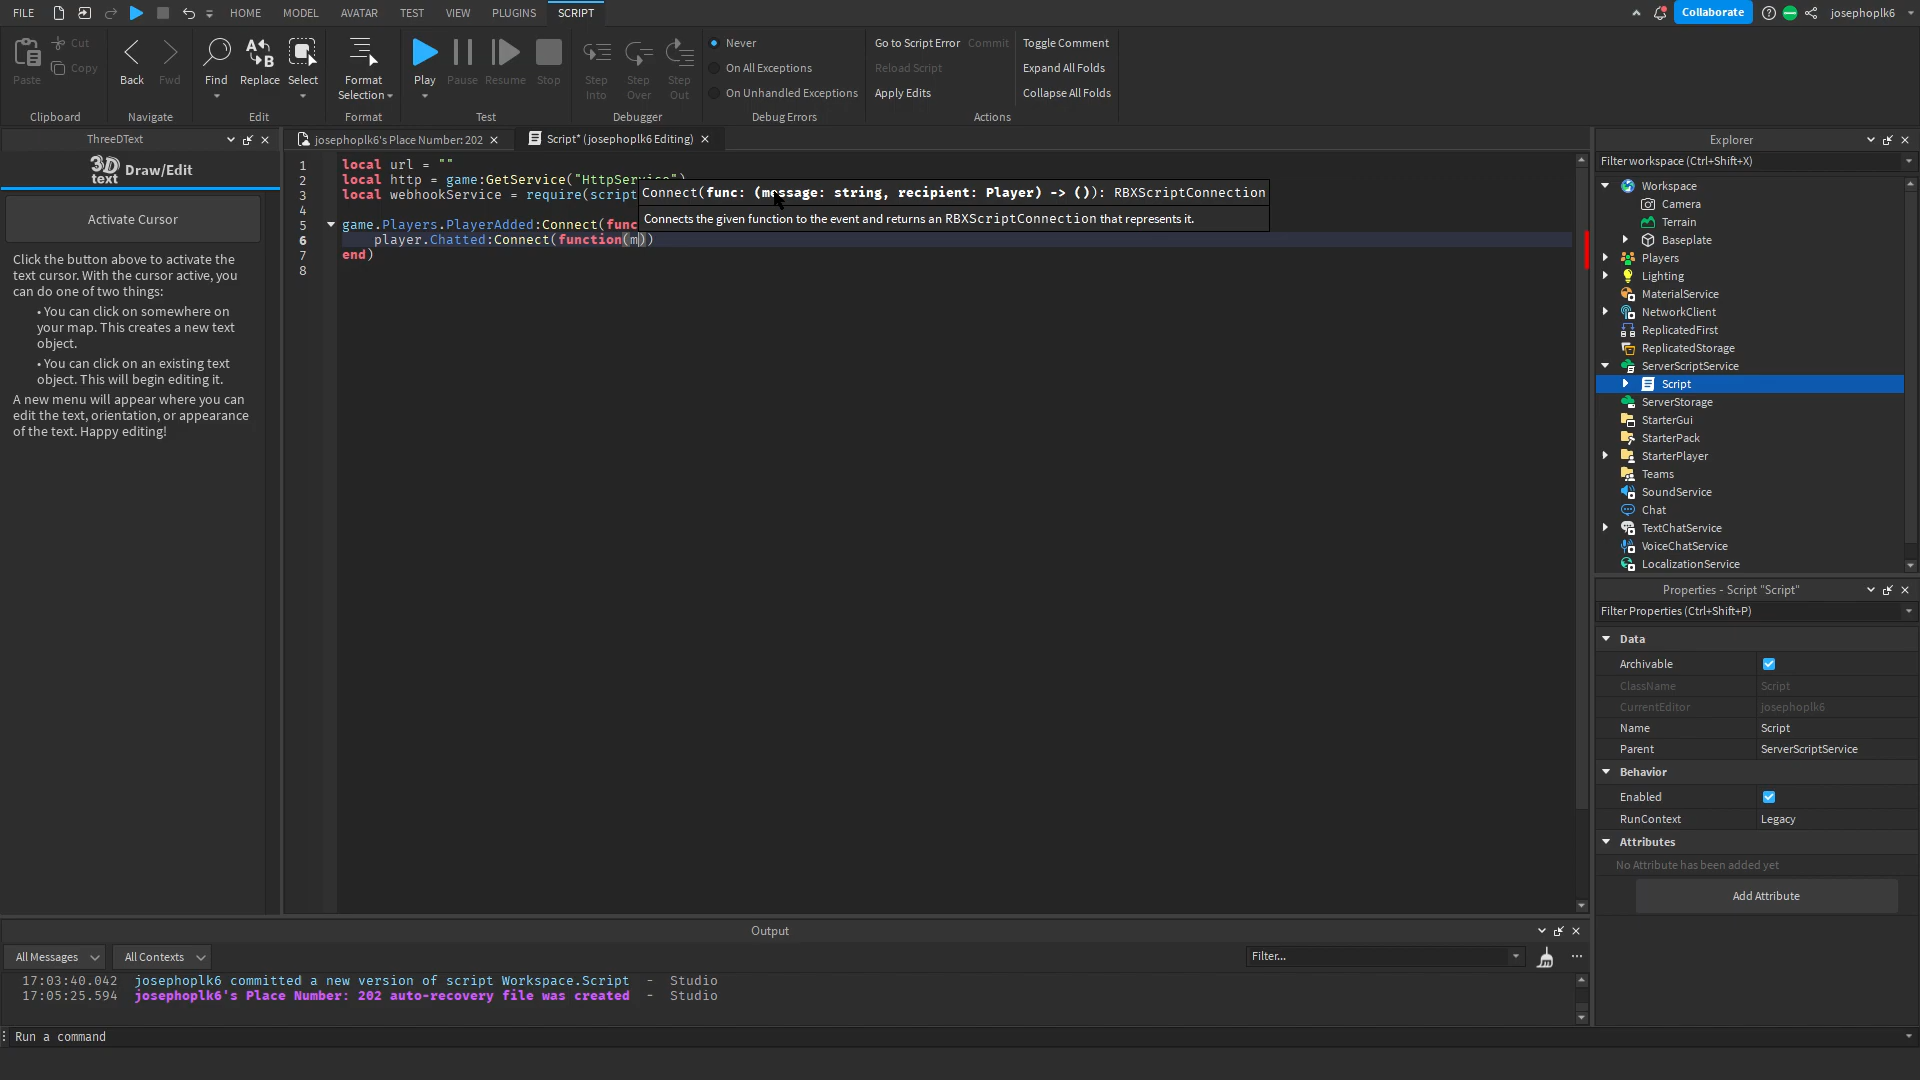 FILE HOME MODEL AVATAR TEST VIEW PLUGINS SCRIPT Collaborate josephoplk6
Paste Cut Copy Back Fwd Find Replace Select Format Selection Play Pause Resume Stop Step Into Step Over Step Out
Never
On All Exceptions
On Unhandled Exceptions
Go to Script Error Commit
Reload Script
Apply Edits
Toggle Comment
Expand All Folds
Collapse All Folds
Clipboard Navigate Edit Format Test Debugger Debug Errors Actions
ThreeDText
3D text Draw/Edit
Activate Cursor
Click the button above to activate the
text cursor. With the cursor active, you
can do one of two things:
• You can click on somewhere on
your map. This creates a new text
object.
• You can click on an existing text
object. This will begin editing it.
A new menu will appear where you can
edit the text, orientation, or appearance
of the text. Happy editing!
josephoplk6's Place Number: 202 Script* (josephoplk6 Editing)
1 local url = ""
2 local http = game:GetService("HttpService")
3 local webhookService = require(script
4
5 game.Players.PlayerAdded:Connect(func
6 player.Chatted:Connect(function(m))
7 end)
8
Connect(func: (message: string, recipient: Player) -> ()): RBXScriptConnection
Connects the given function to the event and returns an RBXScriptConnection that represents it.
Explorer
Filter workspace (Ctrl+Shift+X)
Workspace
Camera
Terrain
Baseplate
Players
Lighting
MaterialService
NetworkClient
ReplicatedFirst
ReplicatedStorage
ServerScriptService
Script
ServerStorage
StarterGui
StarterPack
StarterPlayer
Teams
SoundService
Chat
TextChatService
VoiceChatService
LocalizationService
Properties - Script "Script"
Filter Properties (Ctrl+Shift+P)
Data
Archivable
ClassName Script
CurrentEditor josephoplk6
Name Script
Parent ServerScriptService
Behavior
Enabled
RunContext Legacy
Attributes
No Attribute has been added yet
Add Attribute
Output
All Messages All Contexts Filter...
17:03:40.042 josephoplk6 committed a new version of script Workspace.Script - Studio
17:05:25.594 josephoplk6's Place Number: 202 auto-recovery file was created - Studio
Run a command